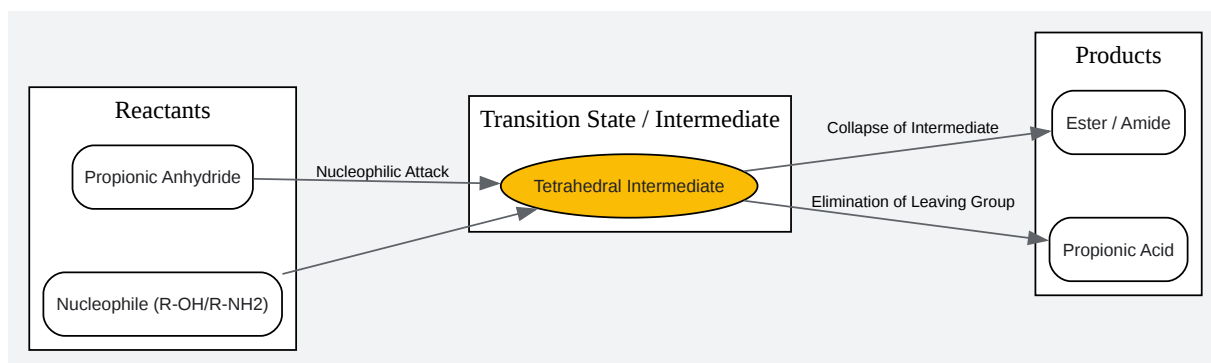 Reactants
Propionic Anhydride
Nucleophile (R-OH/R-NH2)
Nucleophilic Attack
Transition State / Intermediate
Tetrahedral Intermediate
Collapse of Intermediate
Elimination of Leaving Group
Products
Ester / Amide
Propionic Acid